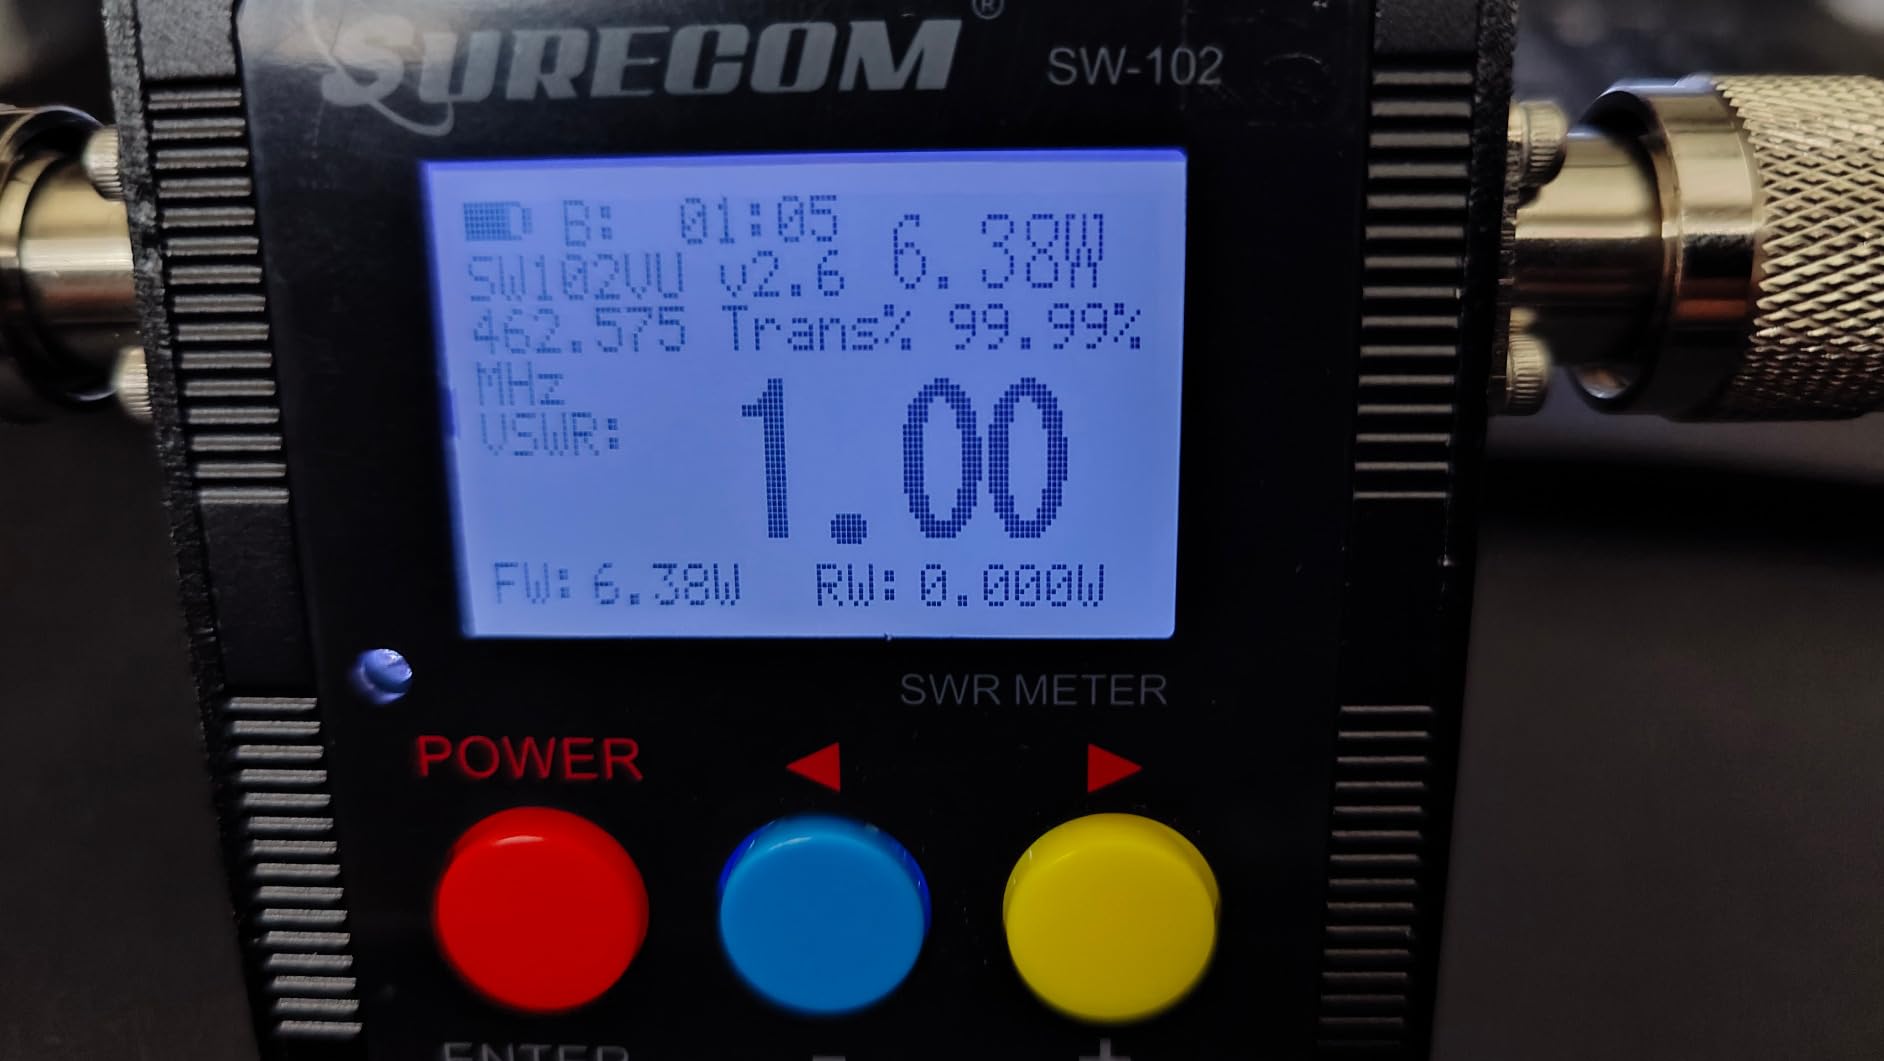 SURECOM®
SW-102
B: 01:05 6.38W
SW102VU v2.6
462.575 Trans% 99.99%
MHz
VSWR: 1.00
FW: 6.38W RW: 0.000W
SWR METER
POWER ◀ ▶
ENTER - +